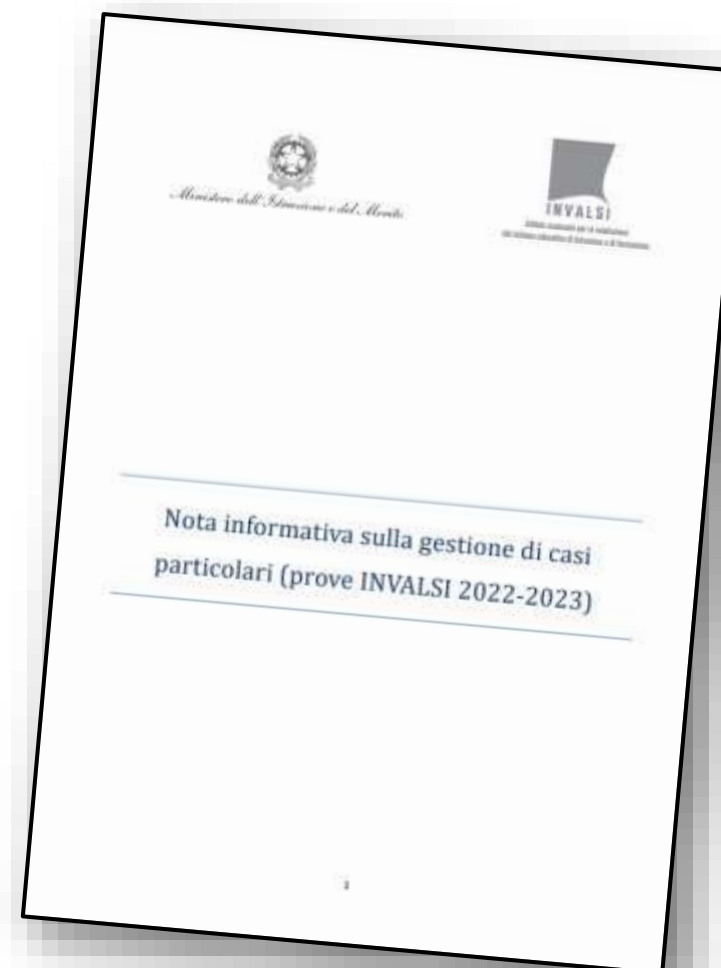 Ministero dell'Istruzione e del Merito
INVALSI
Nota informativa sulla gestione di casi
particolari (prove INVALSI 2022-2023)